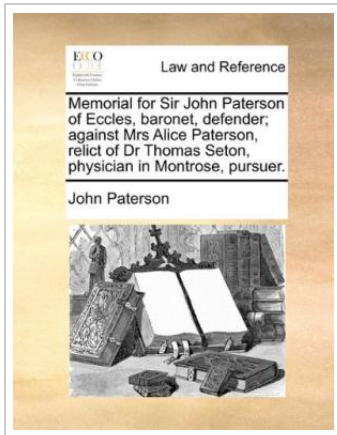 ECCO
Law and Reference
Memorial for Sir John Paterson
of Eccles, baronet, defender;
against Mrs Alice Paterson,
relict of Dr Thomas Seton,
physician in Montrose, pursuer.
John Paterson